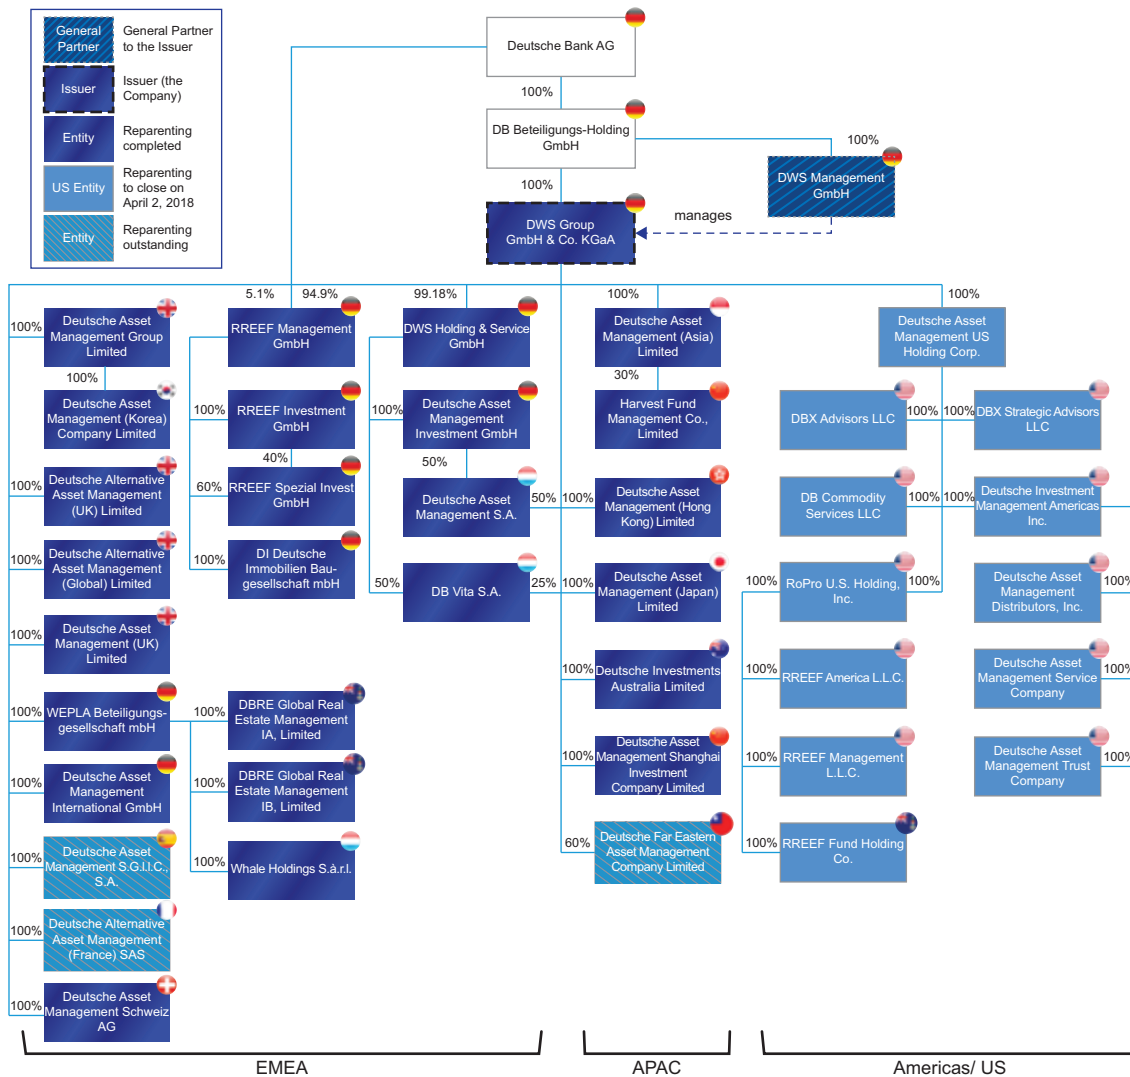 General
Partner
General Partner
to the Issuer
Issuer
Issuer (the
Company)
Entity
Reparenting
completed
US Entity
Reparenting
to close on
April 2, 2018
Entity
Reparenting
outstanding
Deutsche Bank AG
100%
DB Beteiligungs-Holding
GmbH
100%
100%
DWS Management
GmbH
DWS Group
GmbH & Co. KGaA
manages
5.1%
94.9%
99.18%
100%
100%
100%
Deutsche Asset
Management Group
Limited
RREEF Management
GmbH
DWS Holding & Service
GmbH
Deutsche Asset
Management (Asia)
Limited
Deutsche Asset
Management US
Holding Corp.
100%
30%
Deutsche Asset
Management (Korea)
Company Limited
100%
RREEF Investment
GmbH
100%
Deutsche Asset
Management
Investment GmbH
Harvest Fund
Management Co.,
Limited
DBX Advisors LLC
100%
100%
DBX Strategic Advisors
LLC
40%
50%
100%
Deutsche Alternative
Asset Management
(UK) Limited
60%
RREEF Spezial Invest
GmbH
Deutsche Asset
Management S.A.
50%
100%
Deutsche Asset
Management (Hong
Kong) Limited
DB Commodity
Services LLC
100%
100%
Deutsche Investment
Management Americas
Inc.
100%
Deutsche Alternative
Asset Management
(Global) Limited
100%
DI Deutsche
Immobilien Bau-
gesellschaft mbH
50%
DB Vita S.A.
25%
100%
Deutsche Asset
Management (Japan)
Limited
100%
RoPro U.S. Holding,
Inc.
100%
Deutsche Asset
Management
Distributors, Inc.
100%
100%
Deutsche Asset
Management (UK)
Limited
100%
Deutsche Investments
Australia Limited
100%
RREEF America L.L.C.
Deutsche Asset
Management Service
Company
100%
100%
WEPLA Beteiligungs-
gesellschaft mbH
100%
DBRE Global Real
Estate Management
IA, Limited
100%
Deutsche Asset
Management Shanghai
Investment
Company Limited
100%
RREEF Management
L.L.C.
Deutsche Asset
Management Trust
Company
100%
100%
Deutsche Asset
Management
International GmbH
100%
DBRE Global Real
Estate Management
IB, Limited
100%
Deutsche Asset
Management S.G.I.I.C.,
S.A.
100%
Whale Holdings S.à.r.l.
60%
Deutsche Far Eastern
Asset Management
Company Limited
100%
RREEF Fund Holding
Co.
100%
Deutsche Alternative
Asset Management
(France) SAS
100%
Deutsche Asset
Management Schweiz
AG
EMEA
APAC
Americas/ US